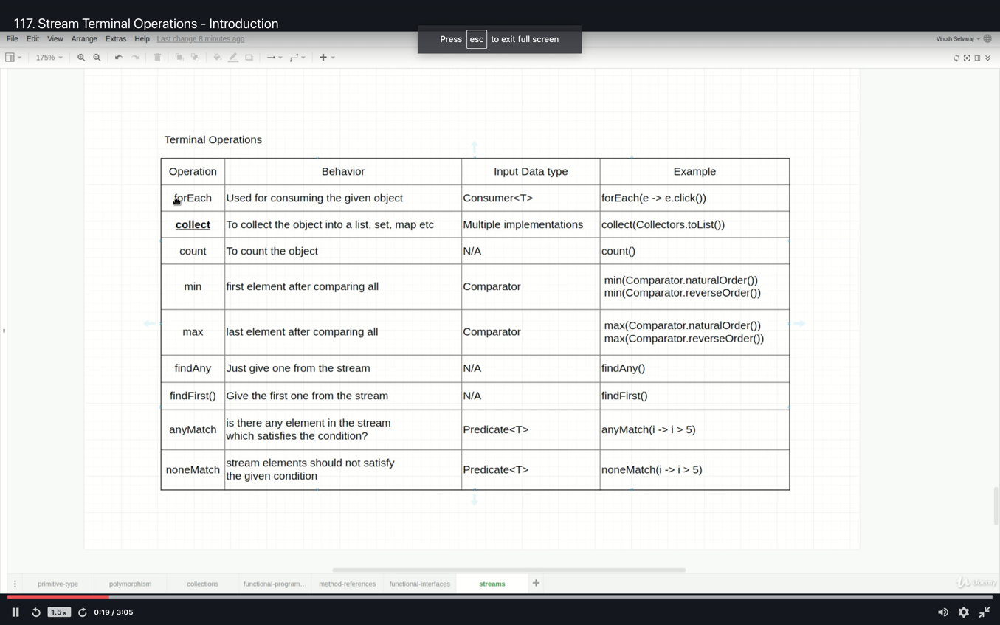 117. Stream Terminal Operations - Introduction
Press esc to exit full screen
File Edit View Arrange Extras Help Last change 8 minutes ago
Vinoth Selvaraj
175%
Terminal Operations
Operation Behavior Input Data type Example
forEach Used for consuming the given object Consumer<T> forEach(e -> e.click())
collect To collect the object into a list, set, map etc Multiple implementations collect(Collectors.toList())
count To count the object N/A count()
min first element after comparing all Comparator min(Comparator.naturalOrder())
min(Comparator.reverseOrder())
max last element after comparing all Comparator max(Comparator.naturalOrder())
max(Comparator.reverseOrder())
findAny Just give one from the stream N/A findAny()
findFirst() Give the first one from the stream N/A findFirst()
anyMatch is there any element in the stream
which satisfies the condition? Predicate<T> anyMatch(i -> i > 5)
noneMatch stream elements should not satisfy
the given condition Predicate<T> noneMatch(i -> i > 5)
primitive-type polymorphism collections functional-program... method-references functional-interfaces streams
Udemy
1.5x 0:19 / 3:05